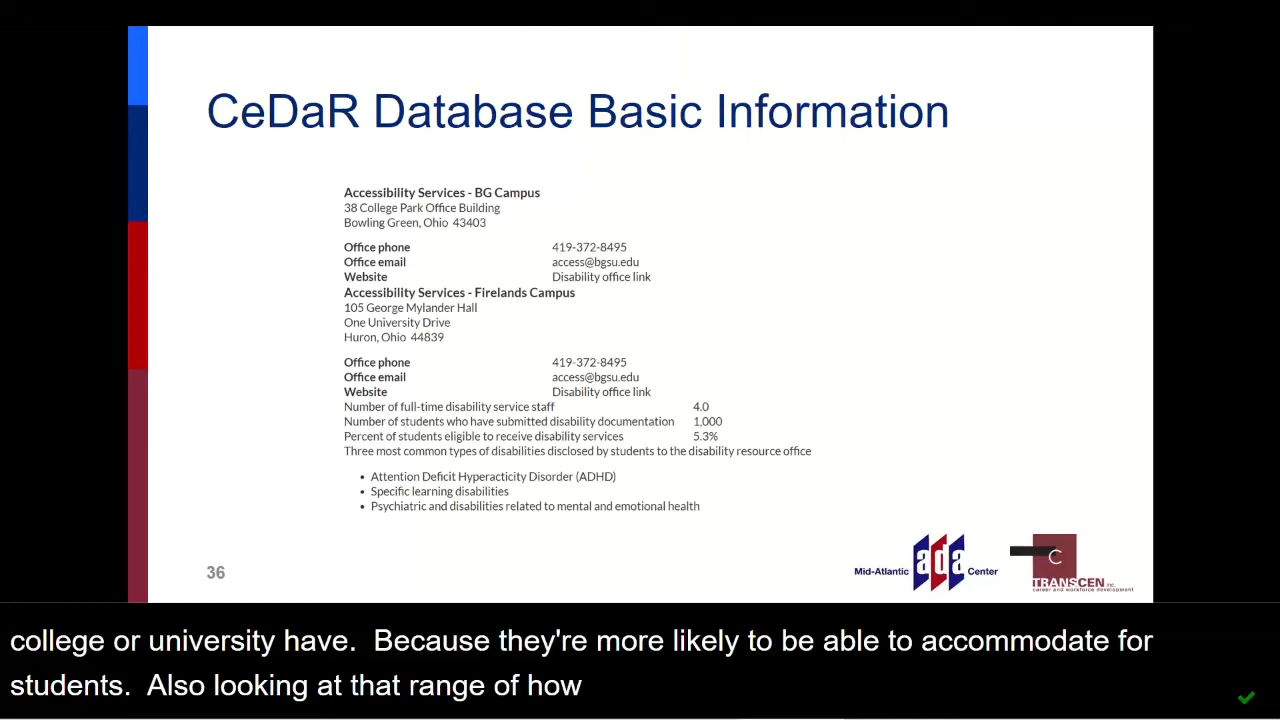 CeDaR Database Basic Information
Accessibility Services - BG Campus
38 College Park Office Building
Bowling Green, Ohio 43403
Office phone 419-372-8495
Office email access@bgsu.edu
Website Disability office link
Accessibility Services - Firelands Campus
105 George Mylander Hall
One University Drive
Huron, Ohio 44839
Office phone 419-372-8495
Office email access@bgsu.edu
Website Disability office link
Number of full-time disability service staff 4.0
Number of students who have submitted disability documentation 1,000
Percent of students eligible to receive disability services 5.3%
Three most common types of disabilities disclosed by students to the disability resource office
• Attention Deficit Hyperacticity Disorder (ADHD)
• Specific learning disabilities
• Psychiatric and disabilities related to mental and emotional health
36
Mid-Atlantic ada Center
C
TRANSCEN inc.
career and workforce development
college or university have. Because they're more likely to be able to accommodate for
students. Also looking at that range of how